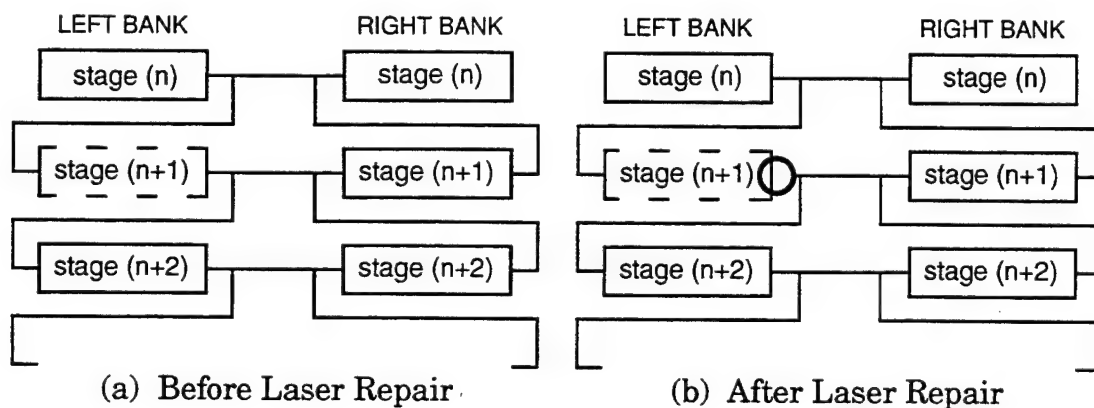 LEFT BANK RIGHT BANK LEFT BANK RIGHT BANK
stage (n) stage (n) stage (n) stage (n)
stage (n+1) stage (n+1) stage (n+1) stage (n+1)
stage (n+2) stage (n+2) stage (n+2) stage (n+2)
(a) Before Laser Repair (b) After Laser Repair